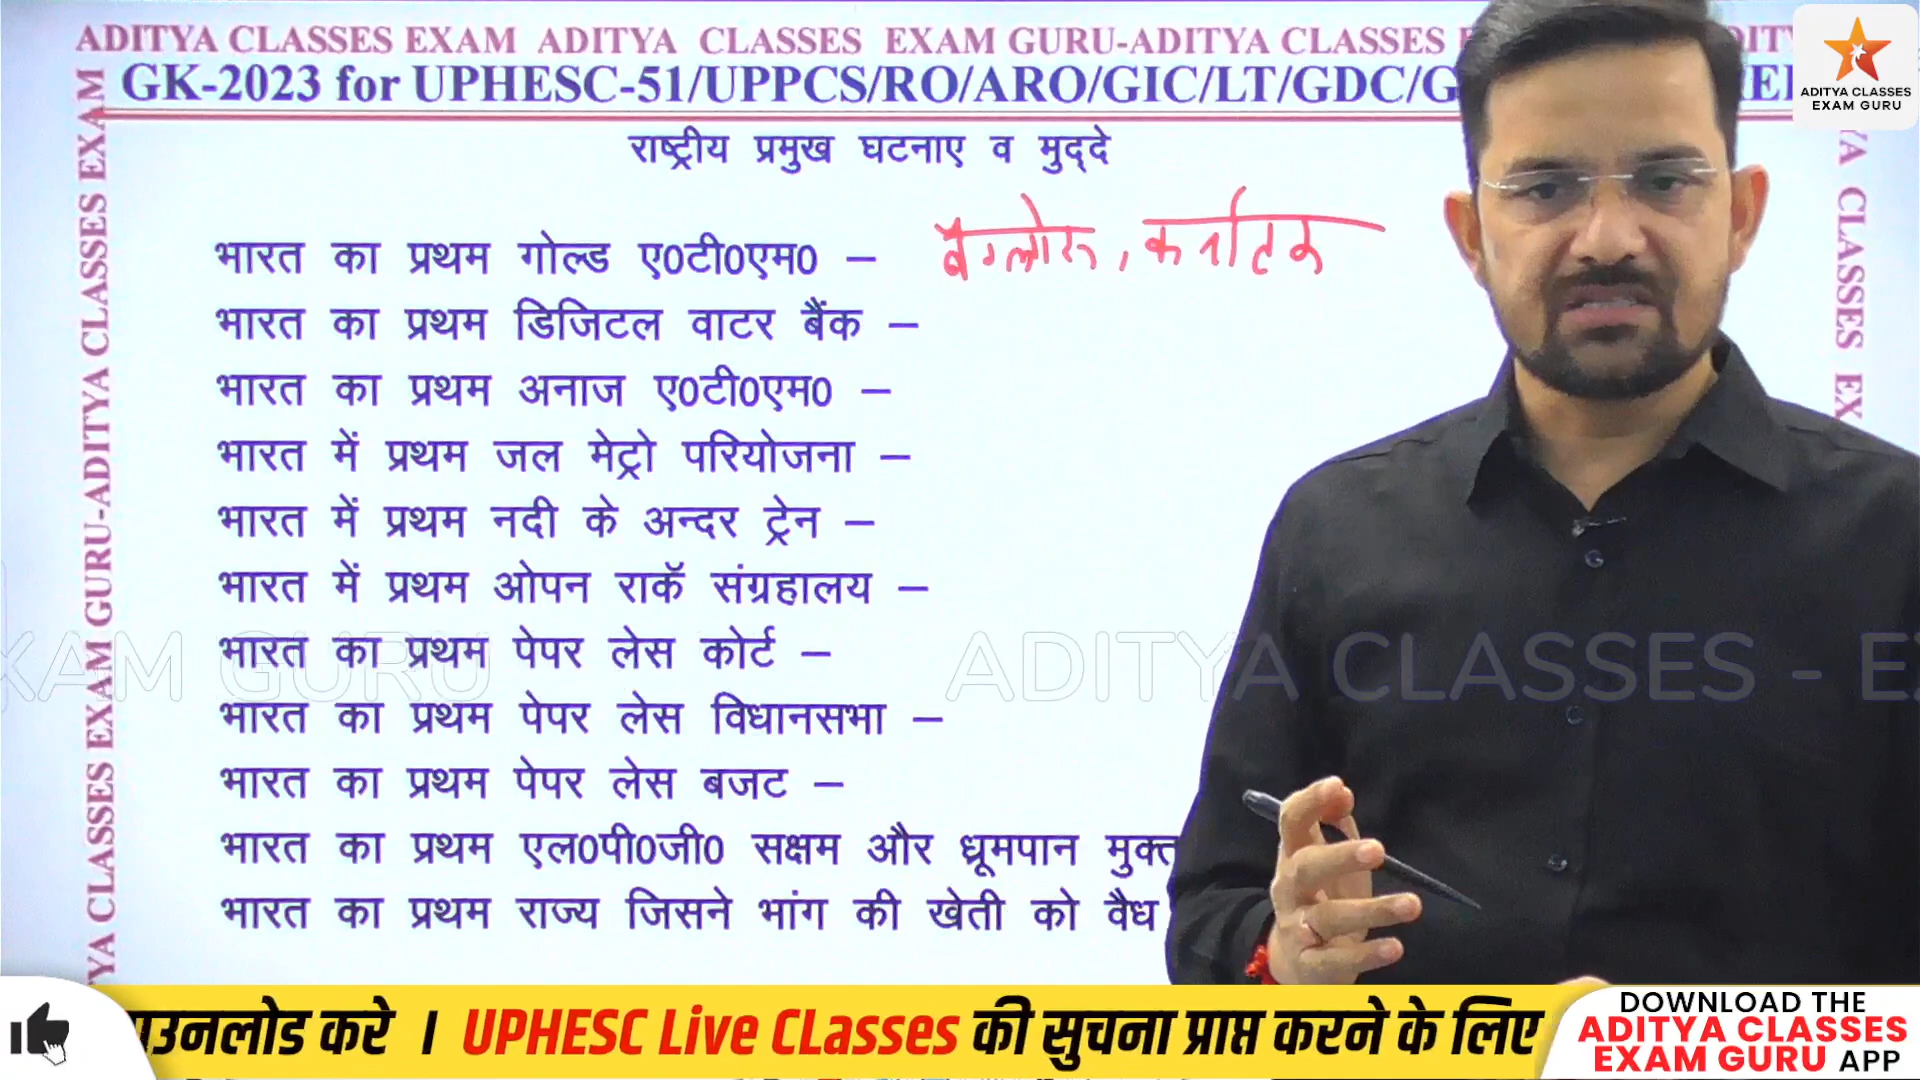 ADITYA CLASSES EXAM ADITYA CLASSES EXAM GURU-ADITYA CLASSES
GK-2023 for UPHESC-51/UPPCS/RO/ARO/GIC/LT/GDC/G
ADITYA CLASSES
EXAM GURU
राष्ट्रीय प्रमुख घटनाए व मुद्दे
भारत का प्रथम गोल्ड ए0टी0एम0 – बैंग्लोरु, कर्नाटक
भारत का प्रथम डिजिटल वाटर बैंक –
भारत का प्रथम अनाज ए0टी0एम0 –
भारत में प्रथम जल मेट्रो परियोजना –
भारत में प्रथम नदी के अन्दर ट्रेन –
भारत में प्रथम ओपन राकॅ संग्रहालय –
भारत का प्रथम पेपर लेस कोर्ट –
भारत का प्रथम पेपर लेस विधानसभा –
भारत का प्रथम पेपर लेस बजट –
भारत का प्रथम एल0पी0जी0 सक्षम और ध्रूमपान मुक्त
भारत का प्रथम राज्य जिसने भांग की खेती को वैध
YA CLASSES EXAM GURU-ADITYA CLASSES EXAM
YA CLASSES EX
EXAM GURU ADITYA CLASSES - E
ाउनलोड करे । UPHESC Live CLasses की सुचना प्राप्त करने के लिए
DOWNLOAD THE
ADITYA CLASSES
EXAM GURU APP